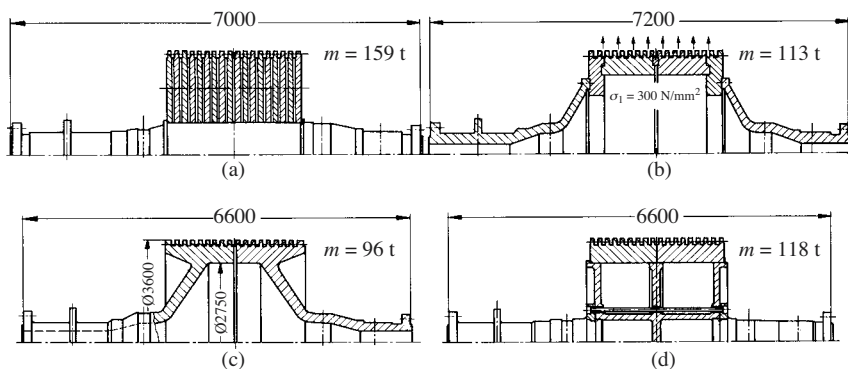 7000
m = 159 t
(a)
7200
m = 113 t
σ₁ = 300 N/mm²
(b)
6600
m = 96 t
Ø3600
Ø2750
(c)
6600
m = 118 t
(d)